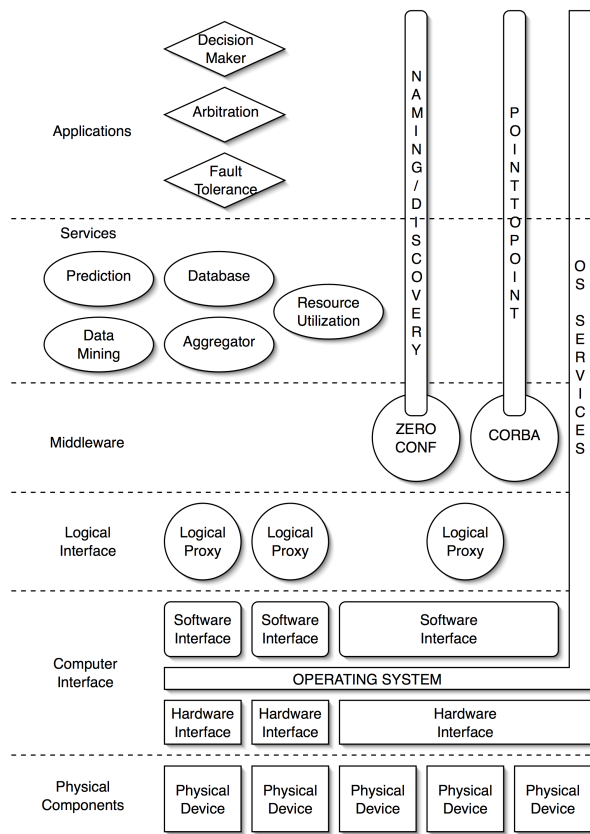 Decision
Maker
Applications
Arbitration
Fault
Tolerance
NAMING/DISCOVERY
POINTTOPOINT
OS SERVICES
Services
Prediction
Database
Resource
Utilization
Data
Mining
Aggregator
Middleware
ZERO
CONF
CORBA
Logical
Interface
Logical
Proxy
Logical
Proxy
Logical
Proxy
Computer
Interface
Software
Interface
Software
Interface
Software
Interface
OPERATING SYSTEM
Hardware
Interface
Hardware
Interface
Hardware
Interface
Physical
Components
Physical
Device
Physical
Device
Physical
Device
Physical
Device
Physical
Device